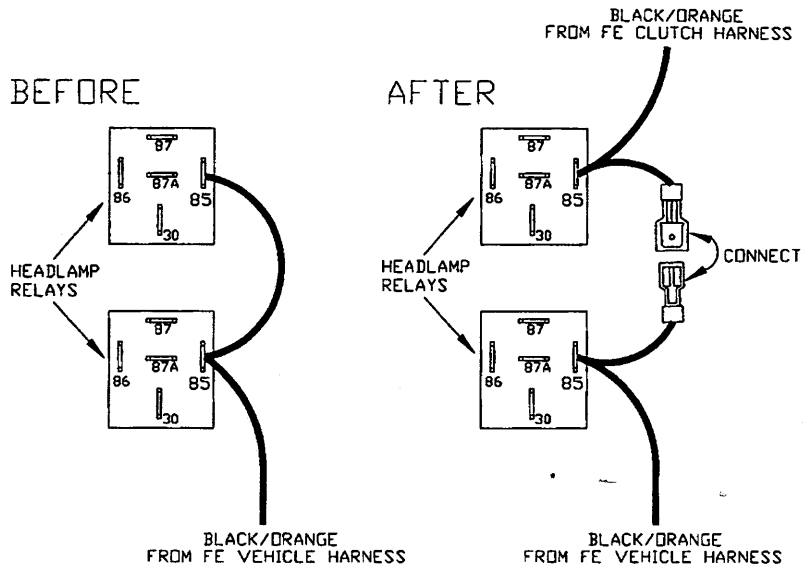 BLACK/ORANGE
FROM FE CLUTCH HARNESS
BEFORE
AFTER
87
86
87A
85
30
87
86
87A
85
30
HEADLAMP
RELAYS
HEADLAMP
RELAYS
CONNECT
87
86
87A
85
30
87
86
87A
85
30
BLACK/ORANGE
FROM FE VEHICLE HARNESS
BLACK/ORANGE
FROM FE VEHICLE HARNESS